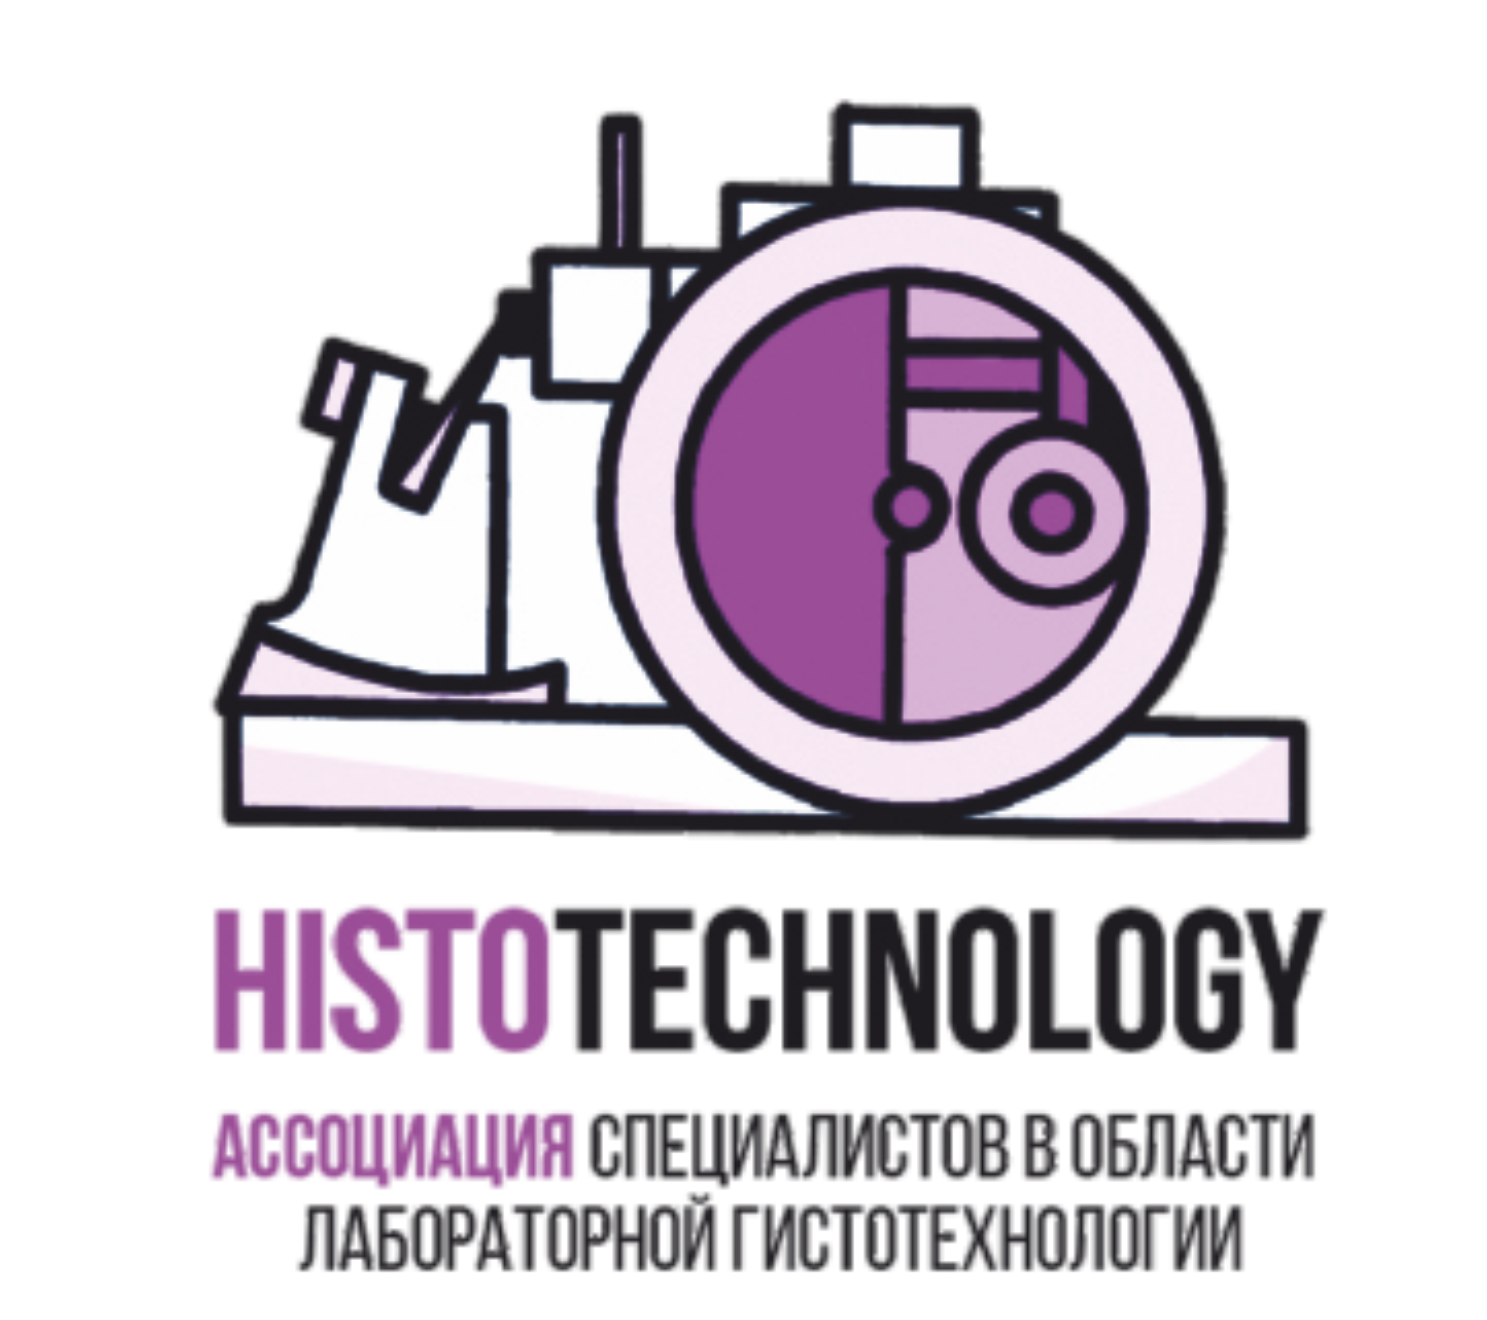 HISTOTECHNOLOGY
АССОЦИАЦИЯ СПЕЦИАЛИСТОВ В ОБЛАСТИ
ЛАБОРАТОРНОЙ ГИСТОТЕХНОЛОГИИ